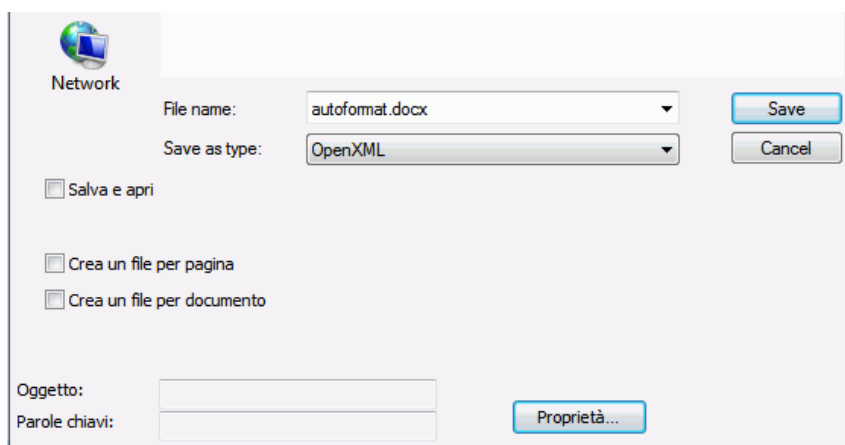 Network
File name: autoformat.docx Save
Save as type: OpenXML Cancel
Salva e apri
Crea un file per pagina
Crea un file per documento
Oggetto:
Parole chiavi: Proprietà...